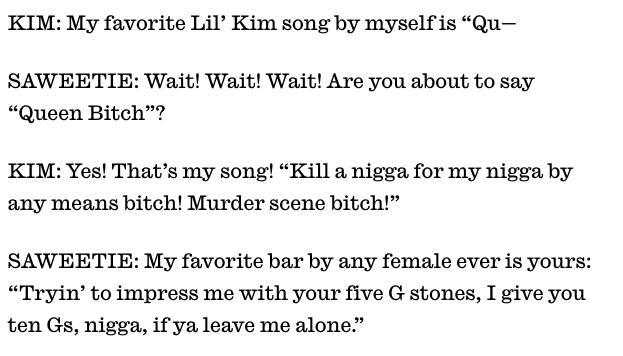 KIM: My favorite Lil’ Kim song by myself is “Qu—
SAWEETIE: Wait! Wait! Wait! Are you about to say
“Queen Bitch”?
KIM: Yes! That’s my song! “Kill a nigga for my nigga by
any means bitch! Murder scene bitch!”
SAWEETIE: My favorite bar by any female ever is yours:
“Tryin’ to impress me with your five G stones, I give you
ten Gs, nigga, if ya leave me alone.”